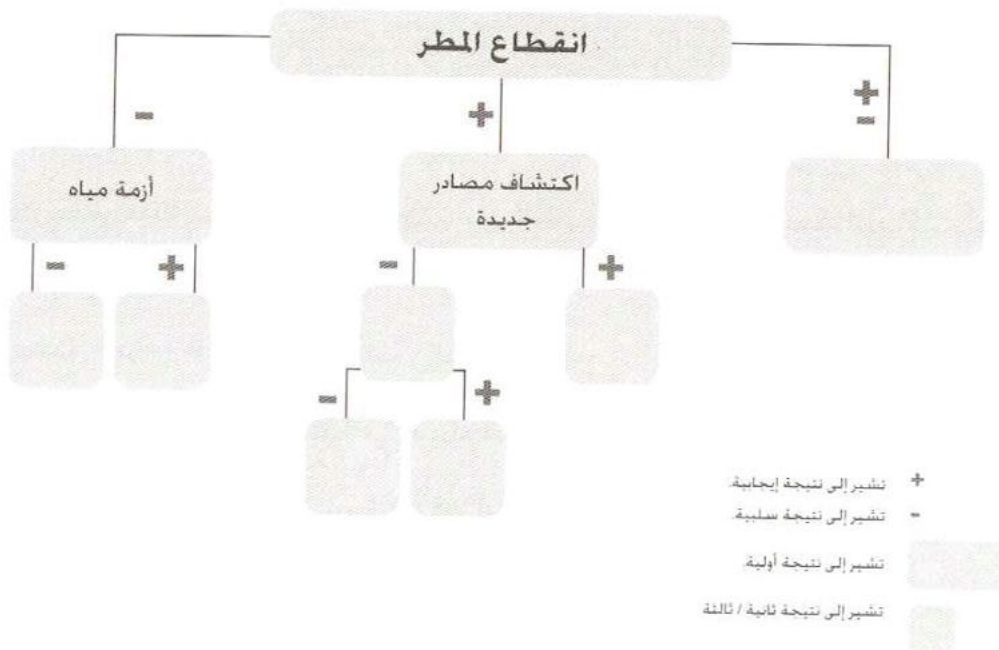 انقطاع المطر
+
-
+
-
أزمة مياه
اكتشاف مصادر
جديدة
+
-
+
-
+
-
+ تشير إلى نتيجة إيجابية.
- تشير إلى نتيجة سلبية.
تشير إلى نتيجة أولية.
تشير إلى نتيجة ثانية / ثالثة